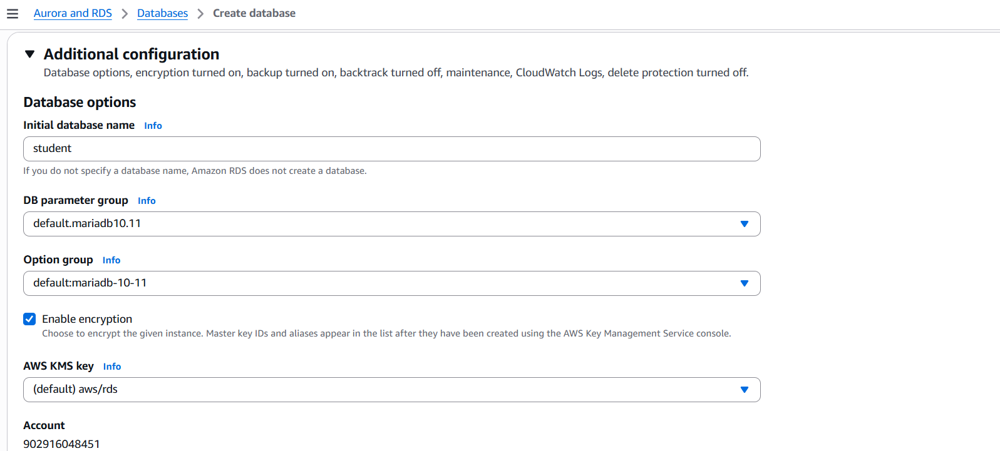 Aurora and RDS > Databases > Create database
Additional configuration
Database options, encryption turned on, backup turned on, backtrack turned off, maintenance, CloudWatch Logs, delete protection turned off.
Database options
Initial database name Info
student
If you do not specify a database name, Amazon RDS does not create a database.
DB parameter group Info
default.mariadb10.11
Option group Info
default:mariadb-10-11
Enable encryption
Choose to encrypt the given instance. Master key IDs and aliases appear in the list after they have been created using the AWS Key Management Service console.
AWS KMS key Info
(default) aws/rds
Account
902916048451